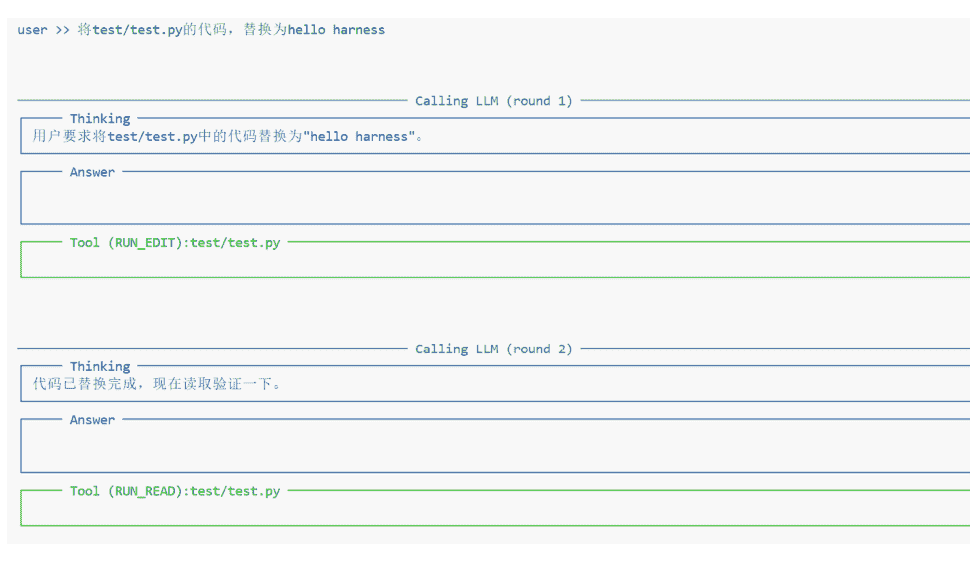 user >> 将test/test.py的代码，替换为hello harness
Calling LLM (round 1)
Thinking
用户要求将test/test.py中的代码替换为"hello harness"。
Answer
Tool (RUN_EDIT):test/test.py
Calling LLM (round 2)
Thinking
代码已替换完成，现在读取验证一下。
Answer
Tool (RUN_READ):test/test.py